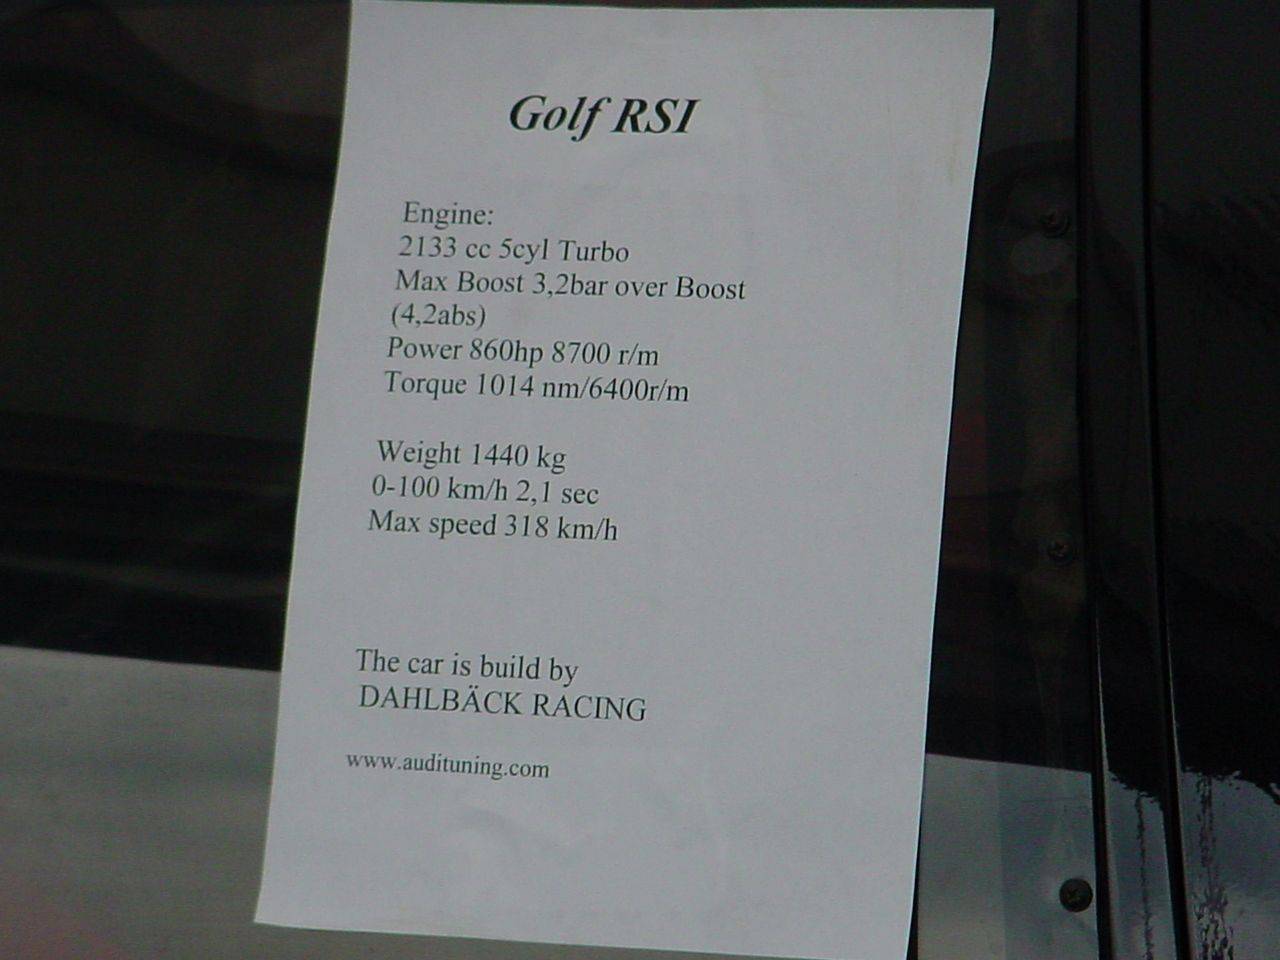 Golf RSI
Engine:
2133 cc 5cyl Turbo
Max Boost 3,2bar over Boost
(4,2abs)
Power 860hp 8700 r/m
Torque 1014 nm/6400r/m
Weight 1440 kg
0-100 km/h 2,1 sec
Max speed 318 km/h
The car is build by
DAHLBÄCK RACING
www.audituning.com